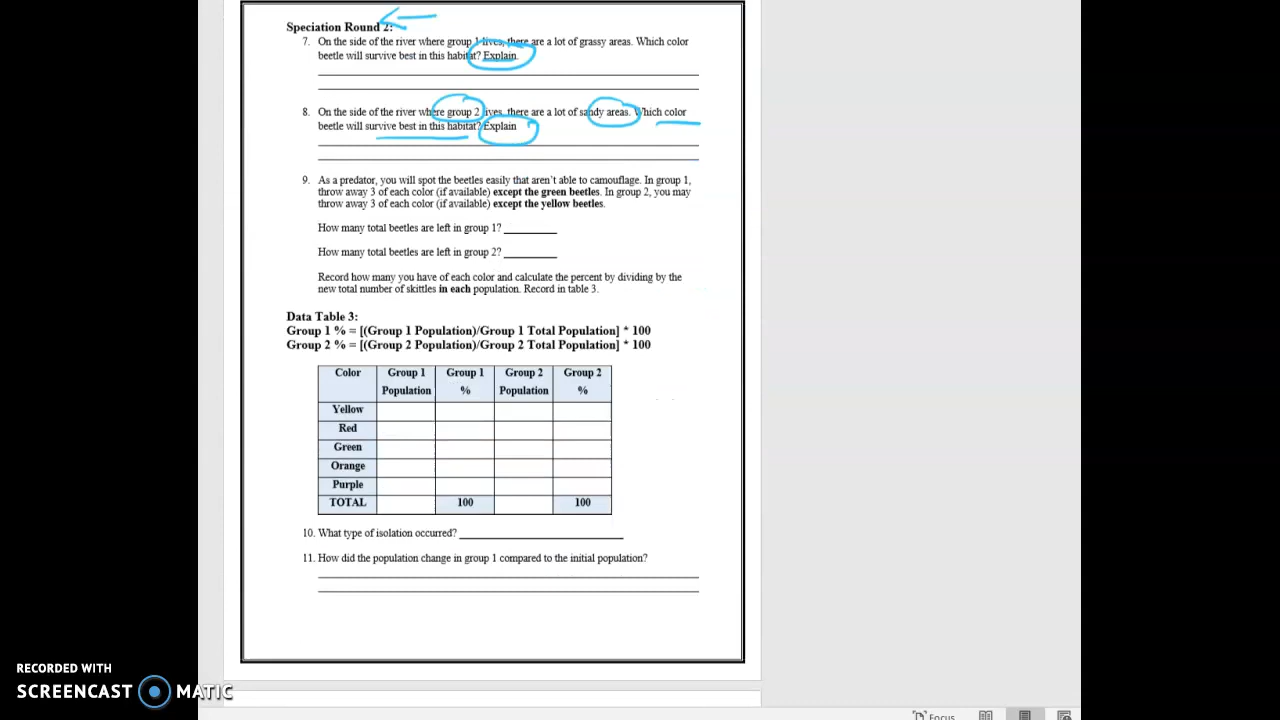 Speciation Round 2:
7. On the side of the river where group 1 lives, there are a lot of grassy areas. Which color
beetle will survive best in this habitat? Explain.
8. On the side of the river where group 2 lives, there are a lot of sandy areas. Which color
beetle will survive best in this habitat? Explain
9. As a predator, you will spot the beetles easily that aren't able to camouflage. In group 1,
throw away 3 of each color (if available) except the green beetles. In group 2, you may
throw away 3 of each color (if available) except the yellow beetles.
How many total beetles are left in group 1? ________
How many total beetles are left in group 2? ________
Record how many you have of each color and calculate the percent by dividing by the
new total number of skittles in each population. Record in table 3.
Data Table 3:
Group 1 % = [(Group 1 Population)/Group 1 Total Population] * 100
Group 2 % = [(Group 2 Population)/Group 2 Total Population] * 100
Color Group 1 Population Group 1 % Group 2 Population Group 2 %
Yellow
Red
Green
Orange
Purple
TOTAL 100 100
10. What type of isolation occurred? ________
11. How did the population change in group 1 compared to the initial population?
RECORDED WITH
SCREENCAST MATIC
Focus